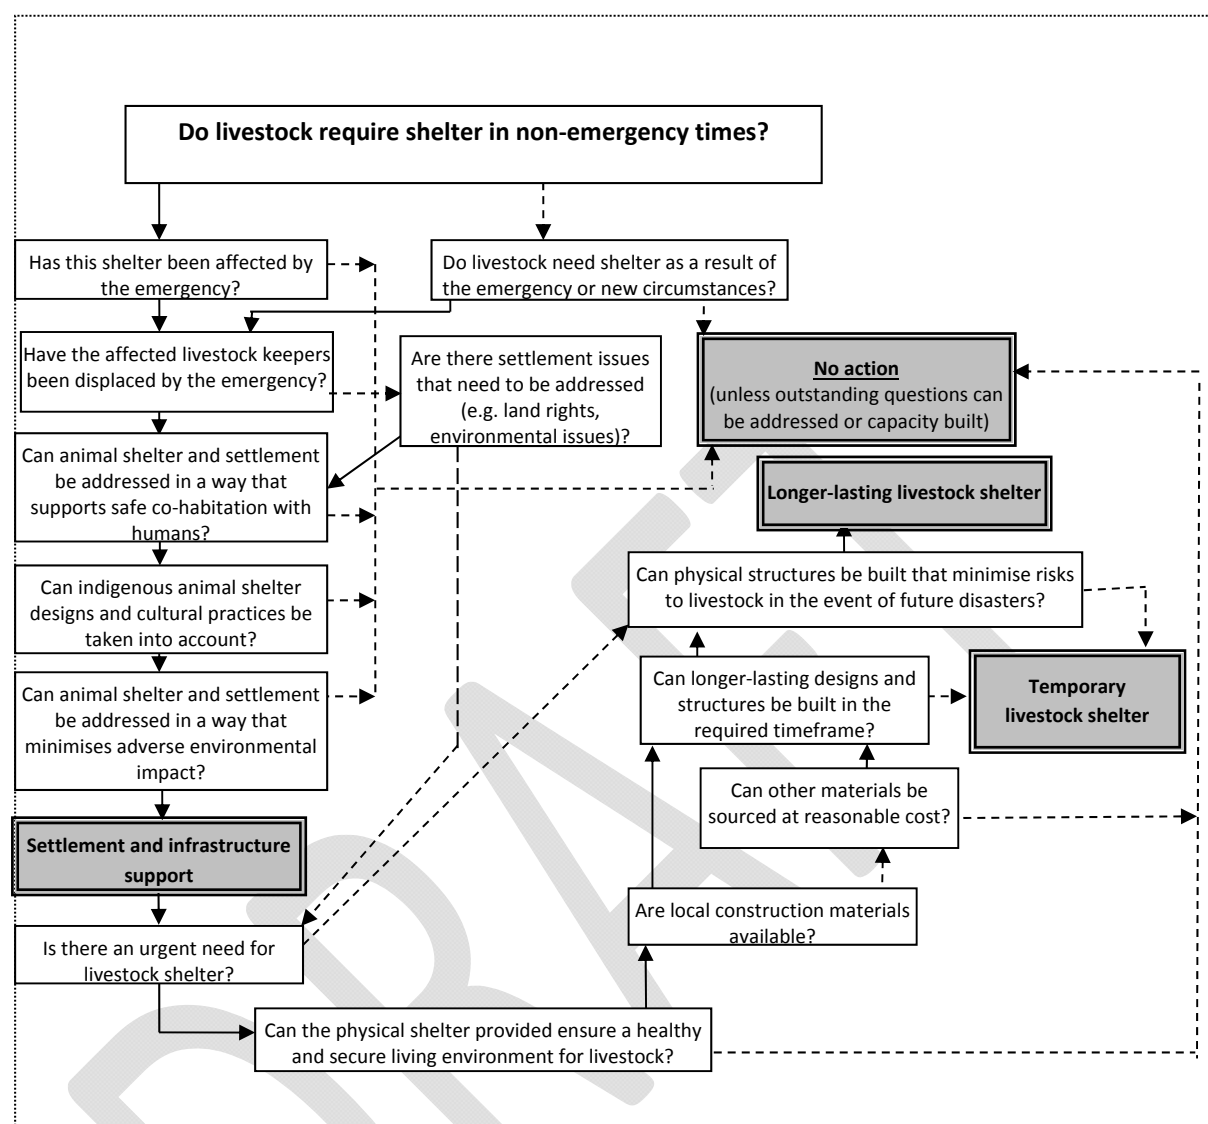 Do livestock require shelter in non-emergency times?
Has this shelter been affected by
the emergency?
Do livestock need shelter as a result of
the emergency or new circumstances?
Have the affected livestock keepers
been displaced by the emergency?
Are there settlement issues
that need to be addressed
(e.g. land rights,
environmental issues)?
No action
(unless outstanding questions can
be addressed or capacity built)
Can animal shelter and settlement
be addressed in a way that
supports safe co-habitation with
humans?
Longer-lasting livestock shelter
Can indigenous animal shelter
designs and cultural practices be
taken into account?
Can physical structures be built that minimise risks
to livestock in the event of future disasters?
Can animal shelter and settlement
be addressed in a way that
minimises adverse environmental
impact?
Can longer-lasting designs and
structures be built in the
required timeframe?
Temporary
livestock shelter
Can other materials be
sourced at reasonable cost?
Settlement and infrastructure
support
Are local construction materials
available?
Is there an urgent need for
livestock shelter?
Can the physical shelter provided ensure a healthy
and secure living environment for livestock?
DRAFT